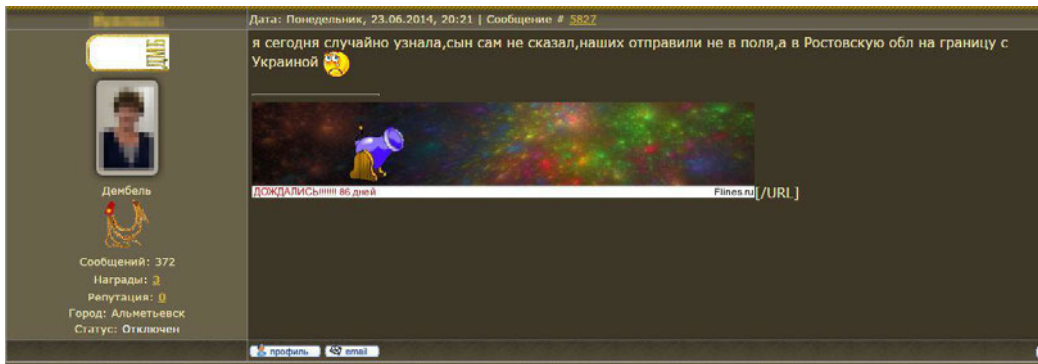 Дата: Понедельник, 23.06.2014, 20:21 | Сообщение # 5827
ДМБ
я сегодня случайно узнала,сын сам не сказал,наших отправили не в поля,а в Ростовскую обл на границу с
Украиной
ДОЖДАЛИСЬ!!!!!! 86 дней
Flines.ru[/URL]
Дембель
Сообщений: 372
Награды: 3
Репутация: 0
Город: Альметьевск
Статус: Отключен
профиль
email